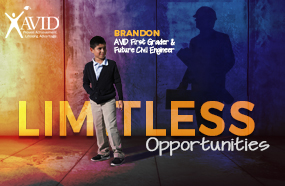 AVID
BRANDON
AVID First Grader &
Future Civil Engineer
LIMITLESS
Opportunities